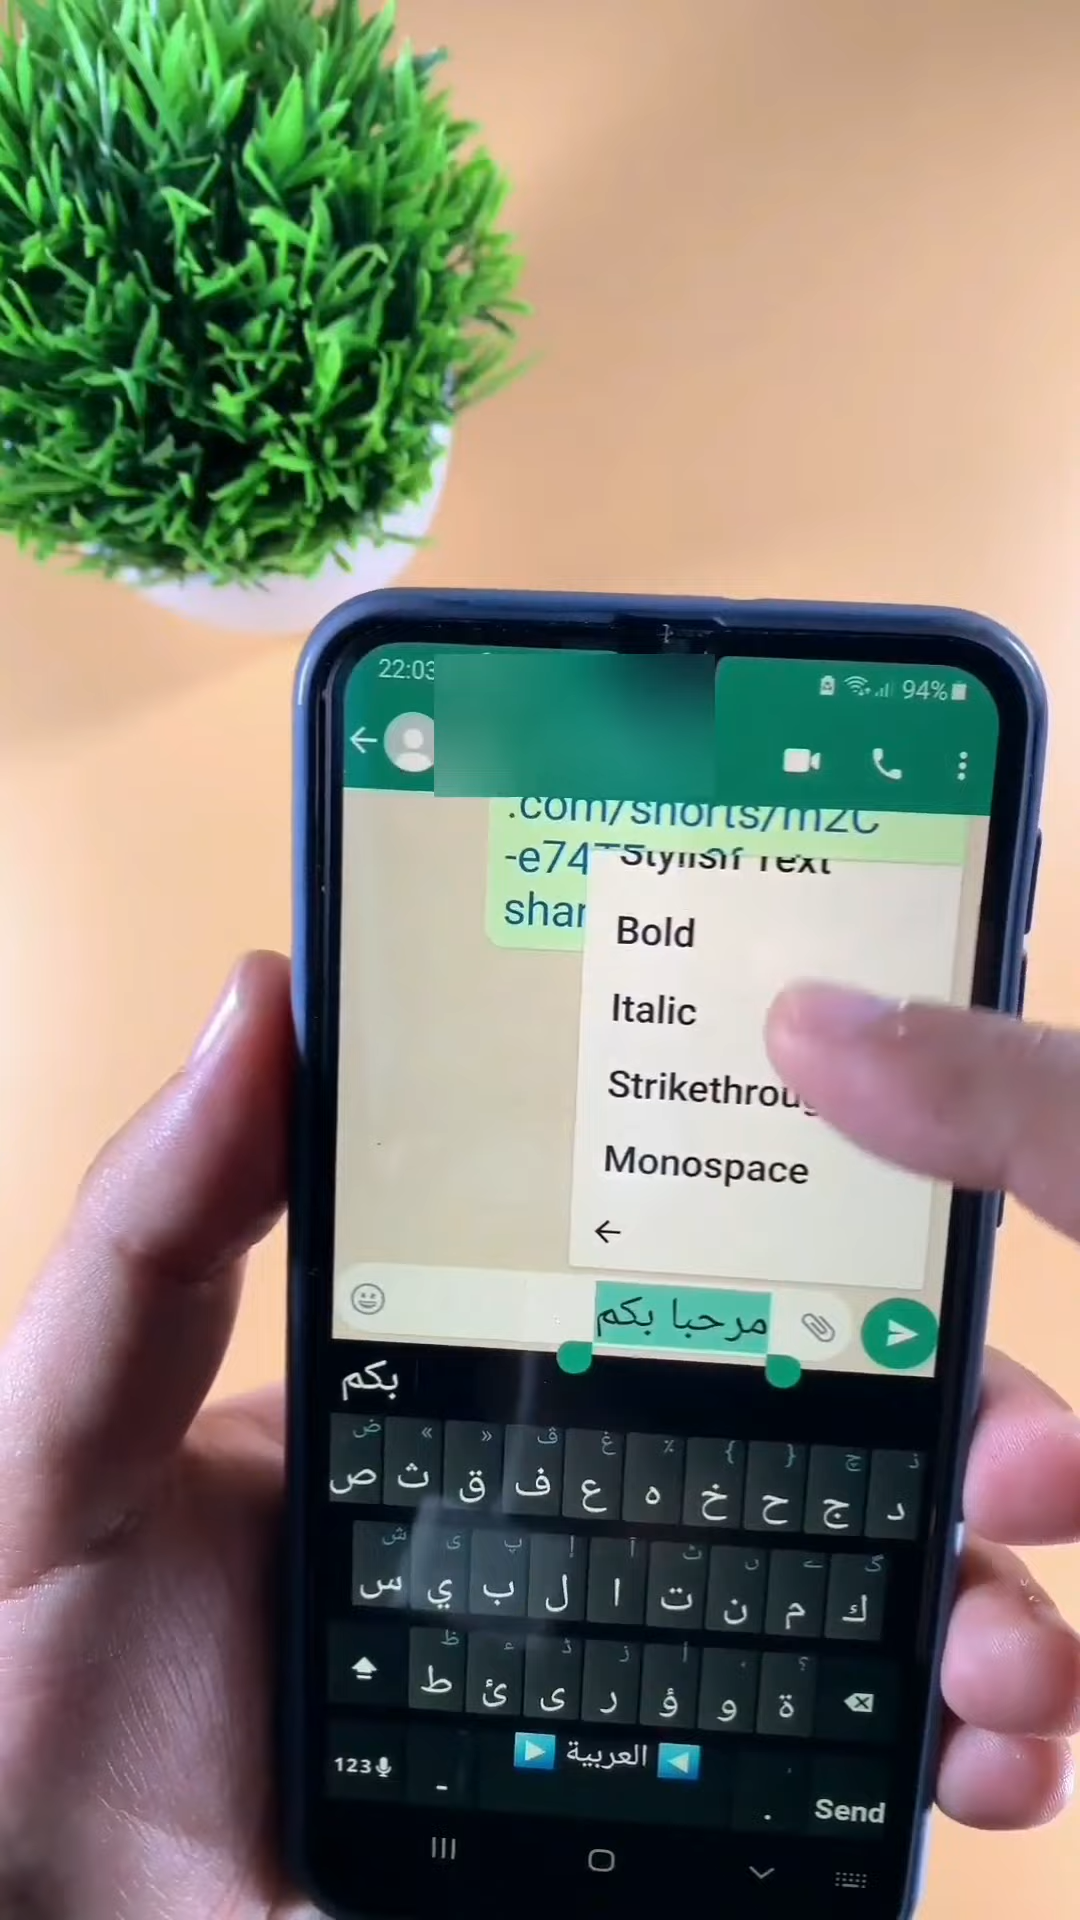 22:03
94%
.com/shorts/m2C
-e74
shar
Stylish Text
Bold
Italic
Strikethroug
Monospace
مرحبا بكم
بكم
ض » « ڤ غ ٪ { } چ ذ
ص ث ق ف ع ه خ ح ج د
ش ى پ إ آ ٹ ں ے گ
س ي ب ل ا ت ن م ك
ظ ء ڈ ز أ ، ؟
ط ئ ى ر ؤ و ة
123 - العربية . Send